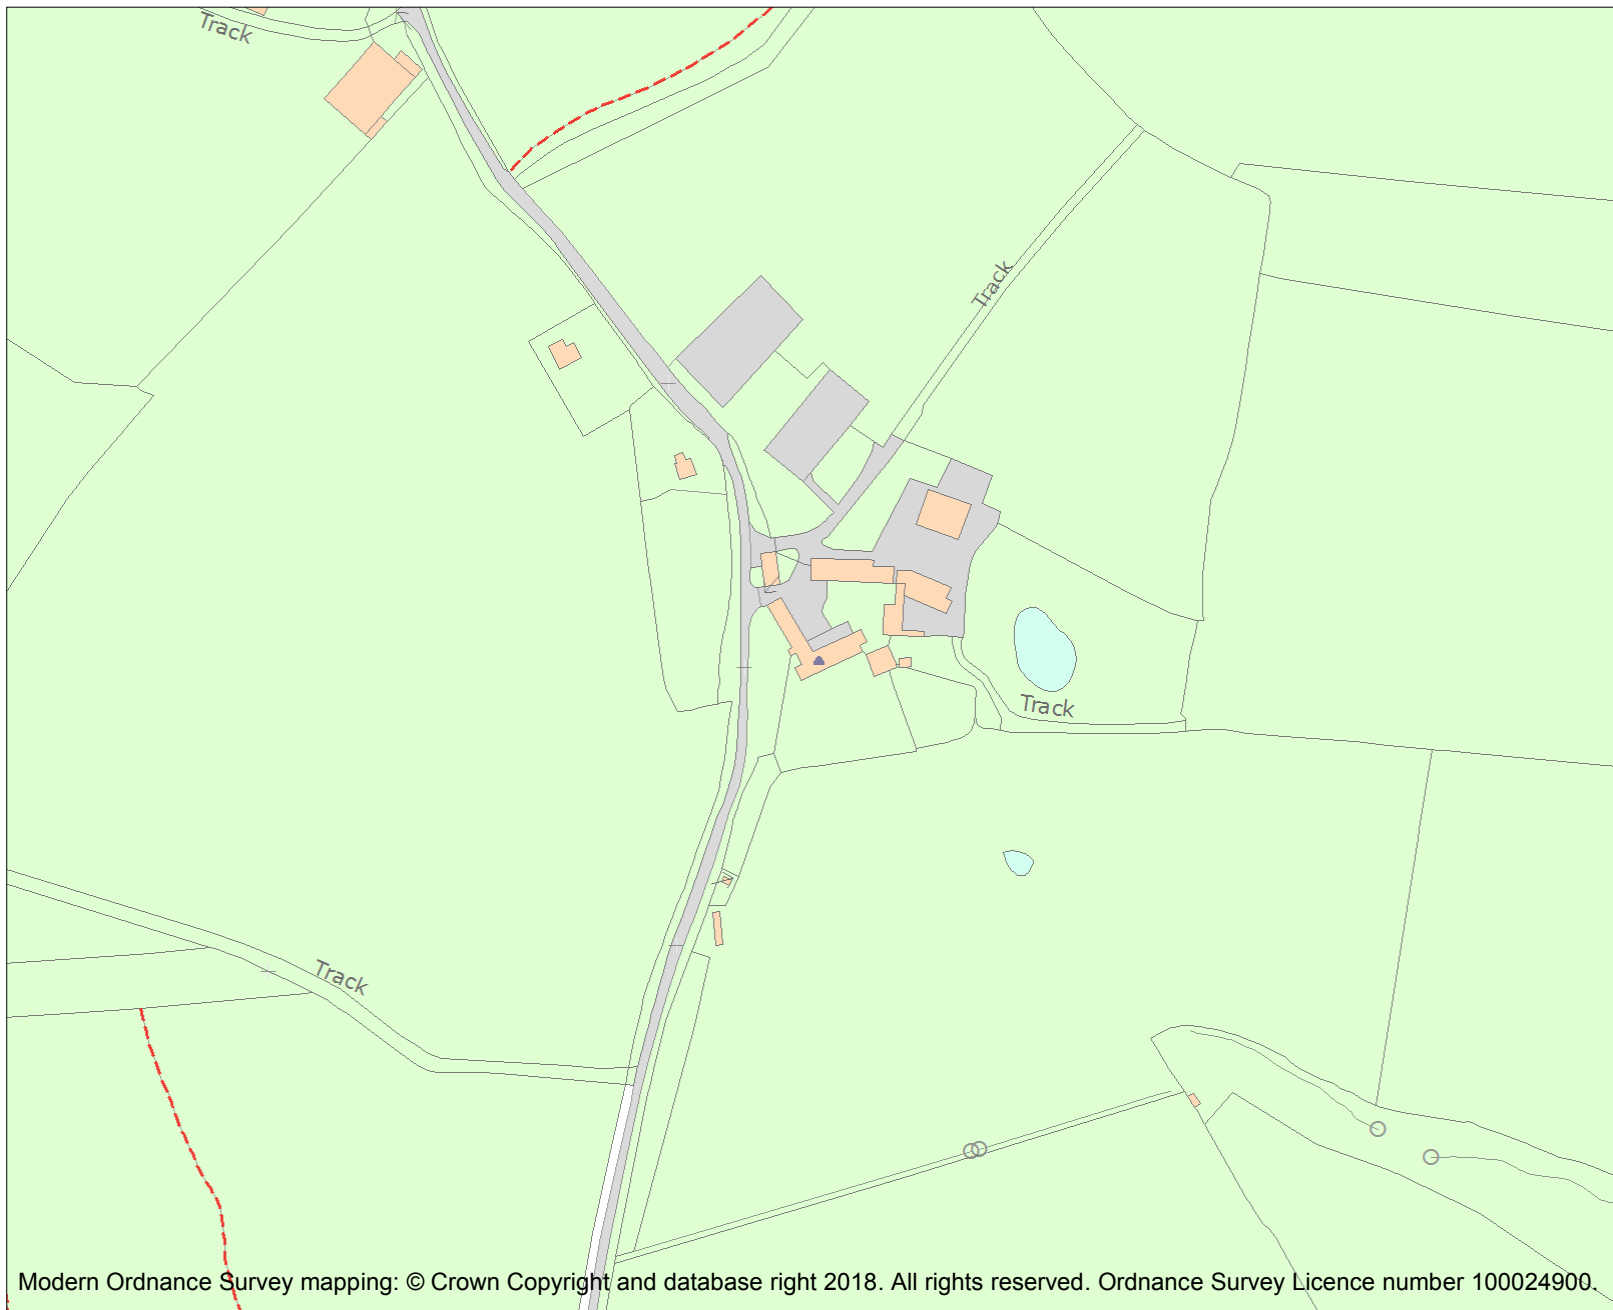 Track
Track
Track
Track
Modern Ordnance Survey mapping: © Crown Copyright and database right 2018. All rights reserved. Ordnance Survey Licence number 100024900.